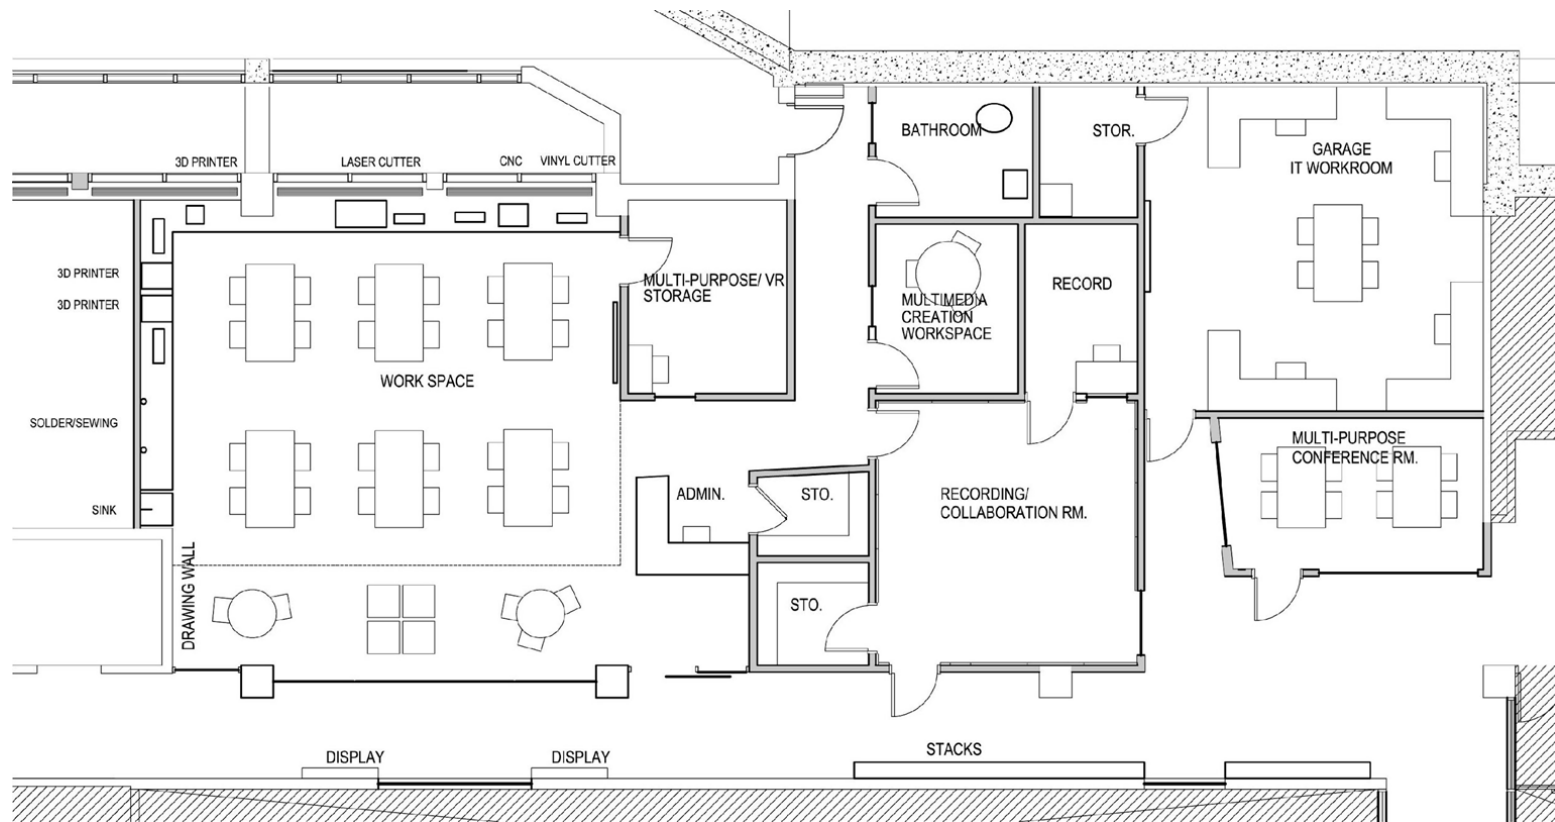 BATHROOM
STOR.
GARAGE
IT WORKROOM
3D PRINTER
LASER CUTTER
CNC
VINYL CUTTER
3D PRINTER
3D PRINTER
MULTI-PURPOSE/ VR
STORAGE
MULTIMEDIA
CREATION
WORKSPACE
RECORD
WORK SPACE
SOLDER/SEWING
MULTI-PURPOSE
CONFERENCE RM.
SINK
ADMIN.
STO.
RECORDING/
COLLABORATION RM.
DRAWING WALL
STO.
DISPLAY
DISPLAY
STACKS